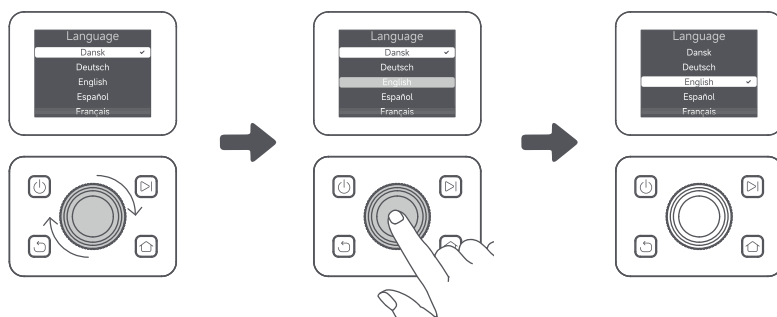 Language
Dansk
Deutsch
English
Español
Français
Language
Dansk
Deutsch
English
Español
Français
Language
Dansk
Deutsch
English
Español
Français